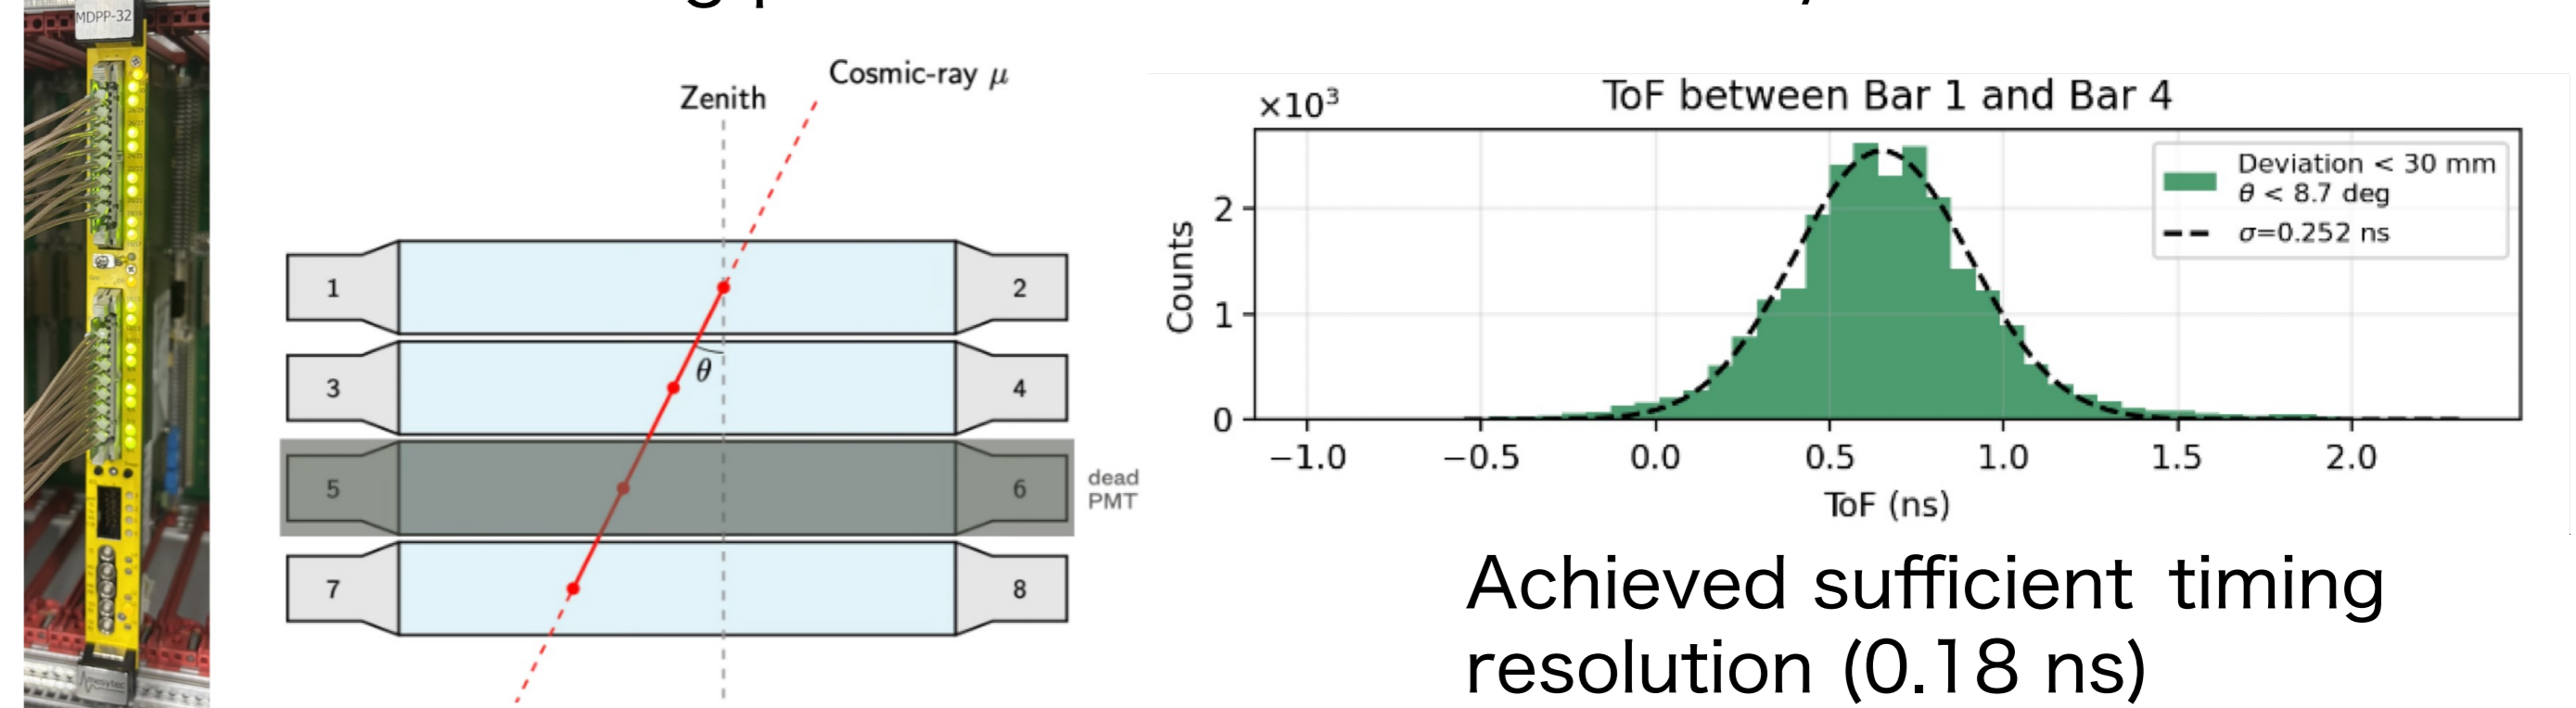 MDPP-32
mesytec
Zenith
Cosmic-ray μ
θ
1
2
3
4
5
6
dead
PMT
7
8
×10³
ToF between Bar 1 and Bar 4
Deviation < 30 mm
θ < 8.7 deg
σ=0.252 ns
Counts
2
1
0
−1.0
−0.5
0.0
0.5
1.0
1.5
2.0
ToF (ns)
Achieved sufficient timing
resolution (0.18 ns)